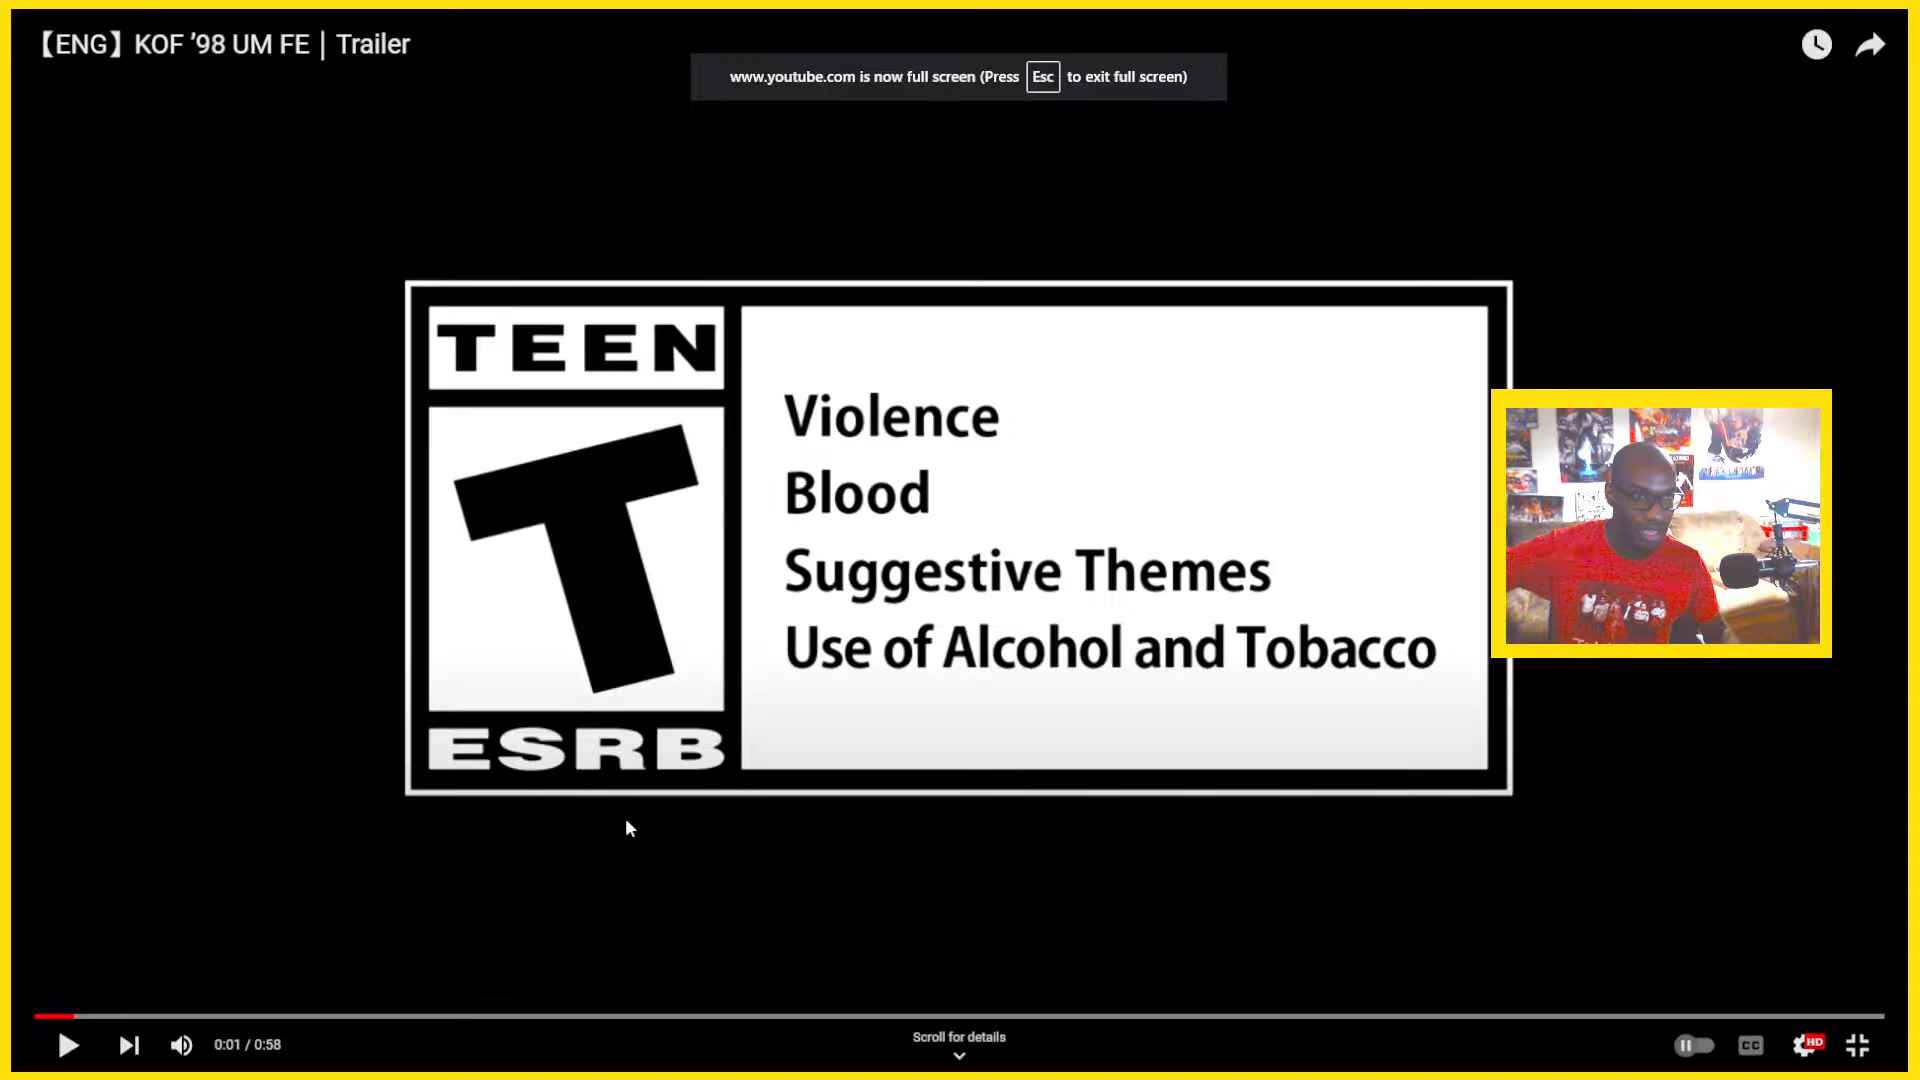 【ENG】KOF ’98 UM FE | Trailer
www.youtube.com is now full screen (Press Esc to exit full screen)
TEEN
T
ESRB
Violence
Blood
Suggestive Themes
Use of Alcohol and Tobacco
0:01 / 0:58
Scroll for details
CC
HD